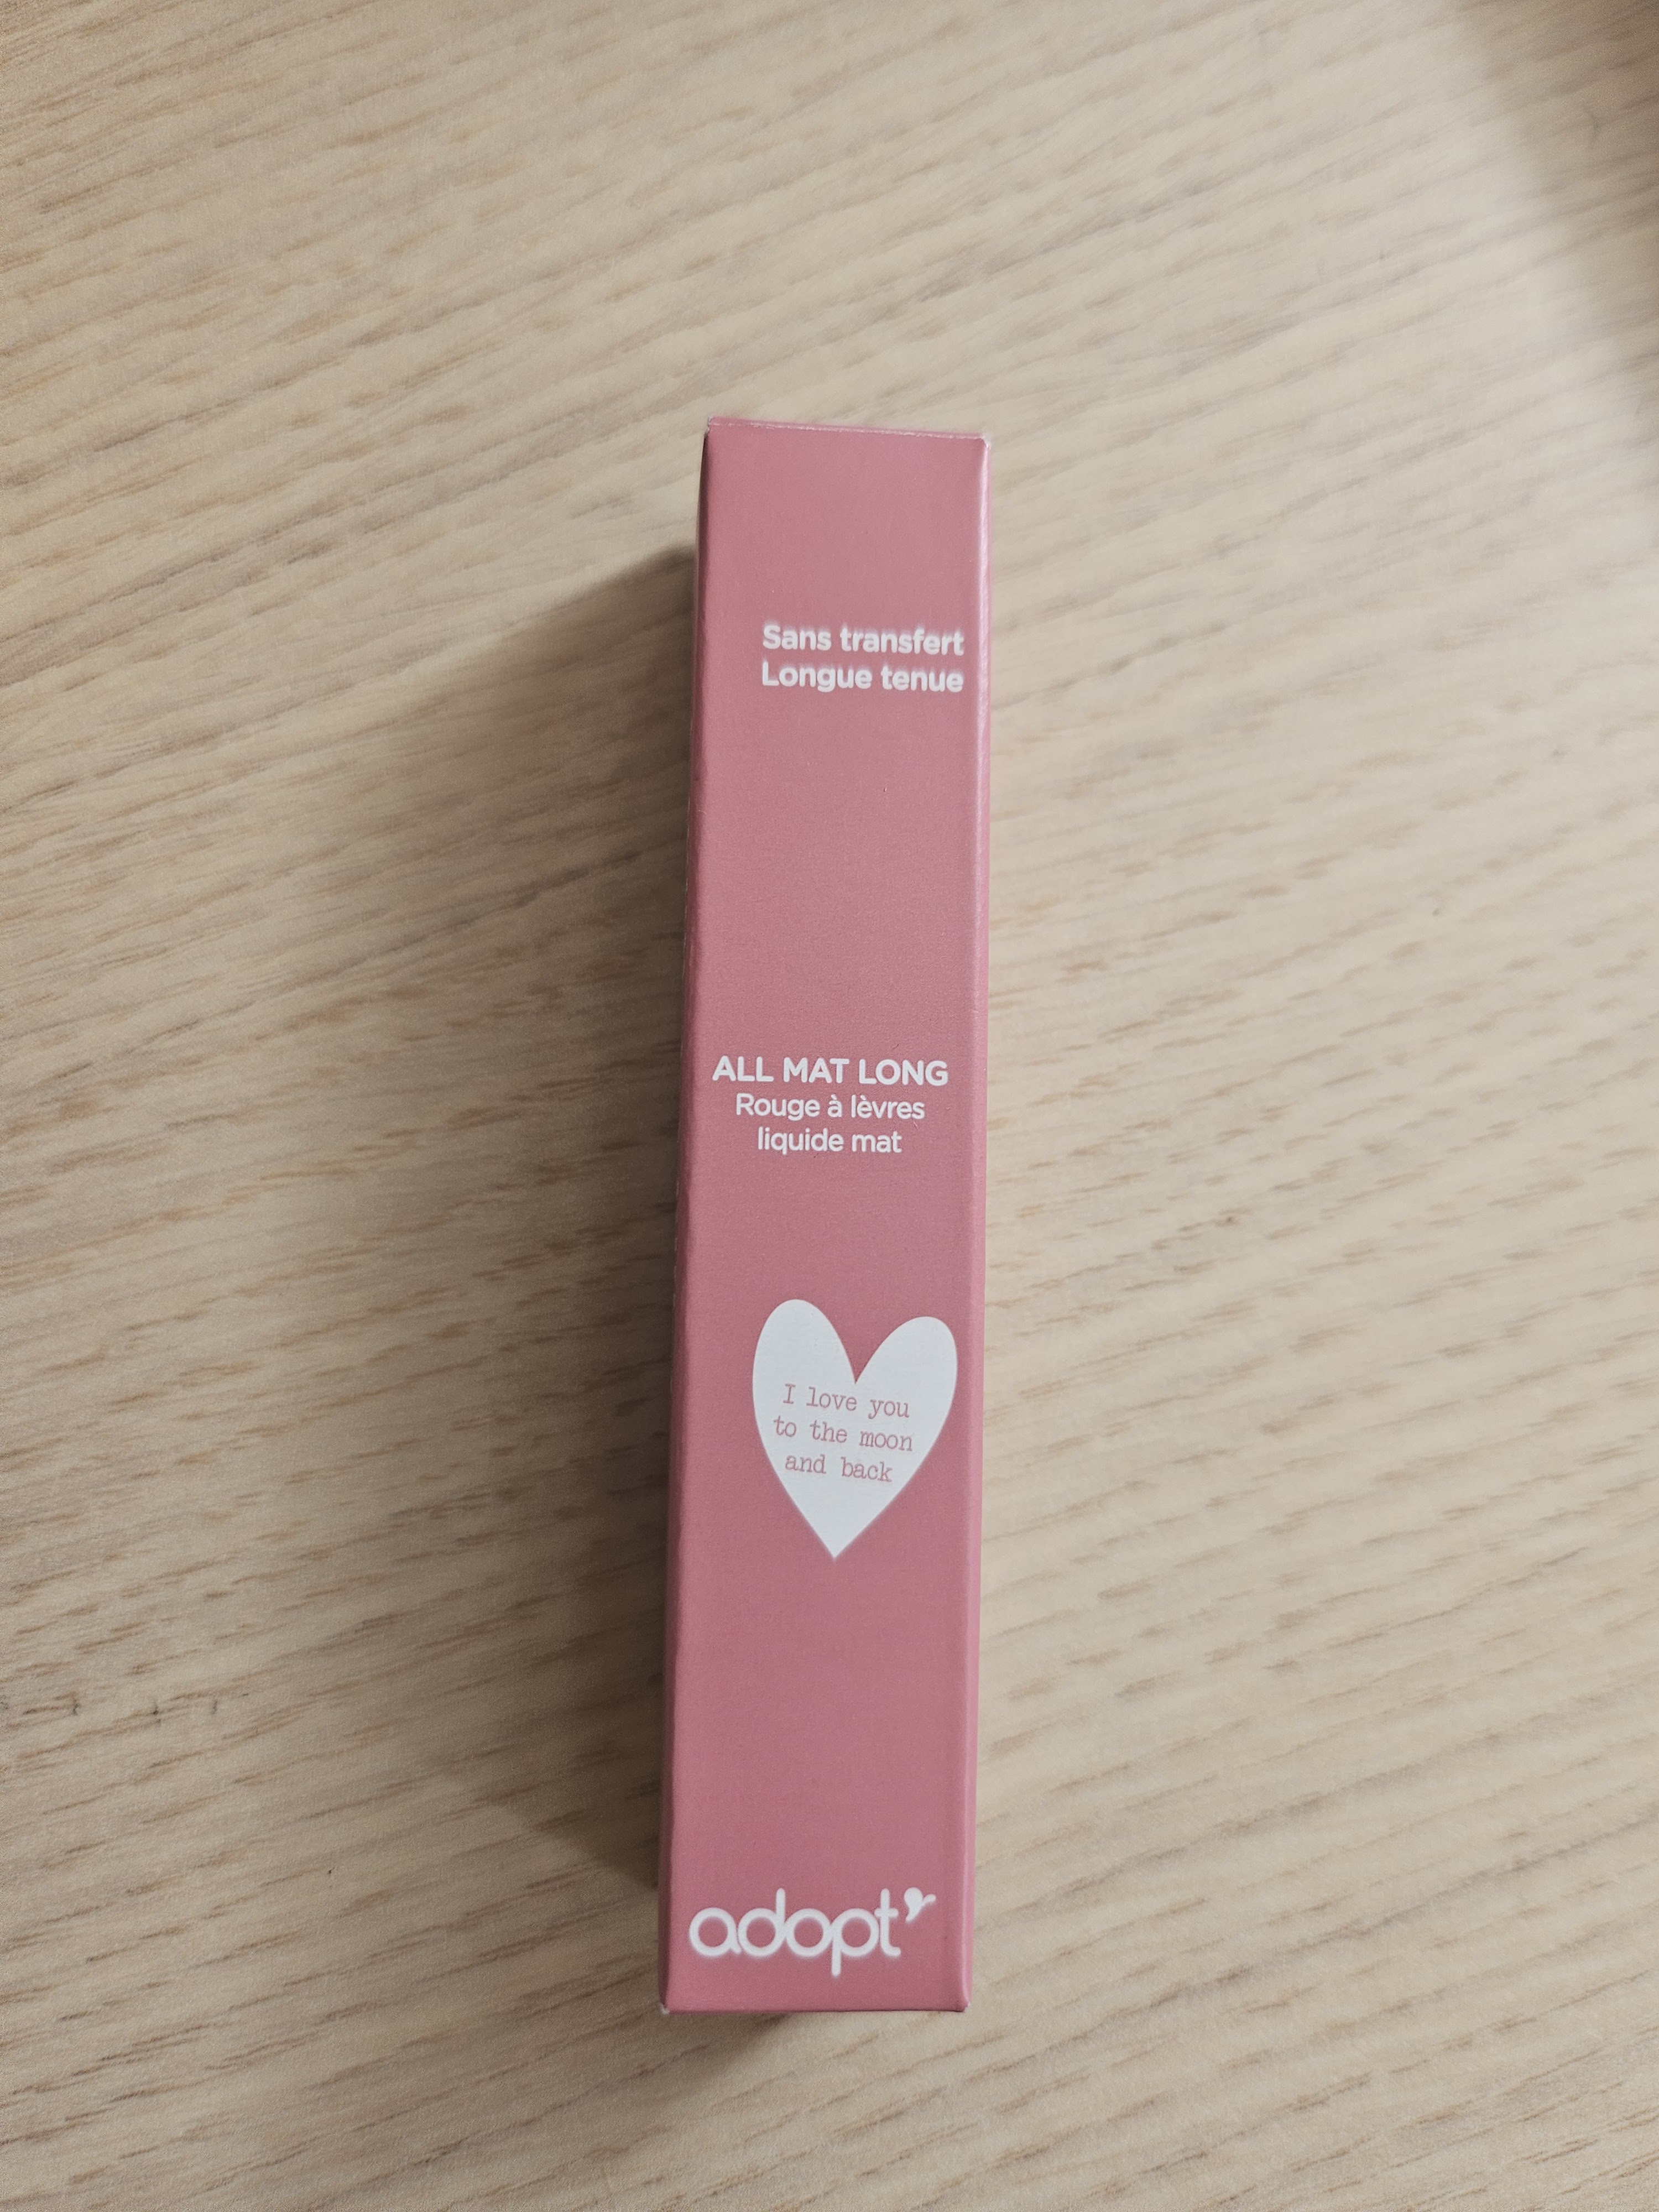 Sans transfert
Longue tenue
ALL MAT LONG
Rouge à lèvres
liquide mat
I love you
to the moon
and back
adopt'